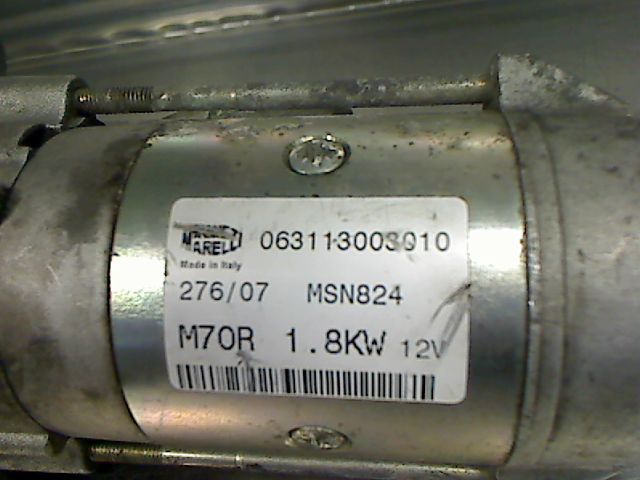 MAGNETI
MARELLI 063113003010
Made in Italy
276/07 MSN824
M70R 1.8KW 12V